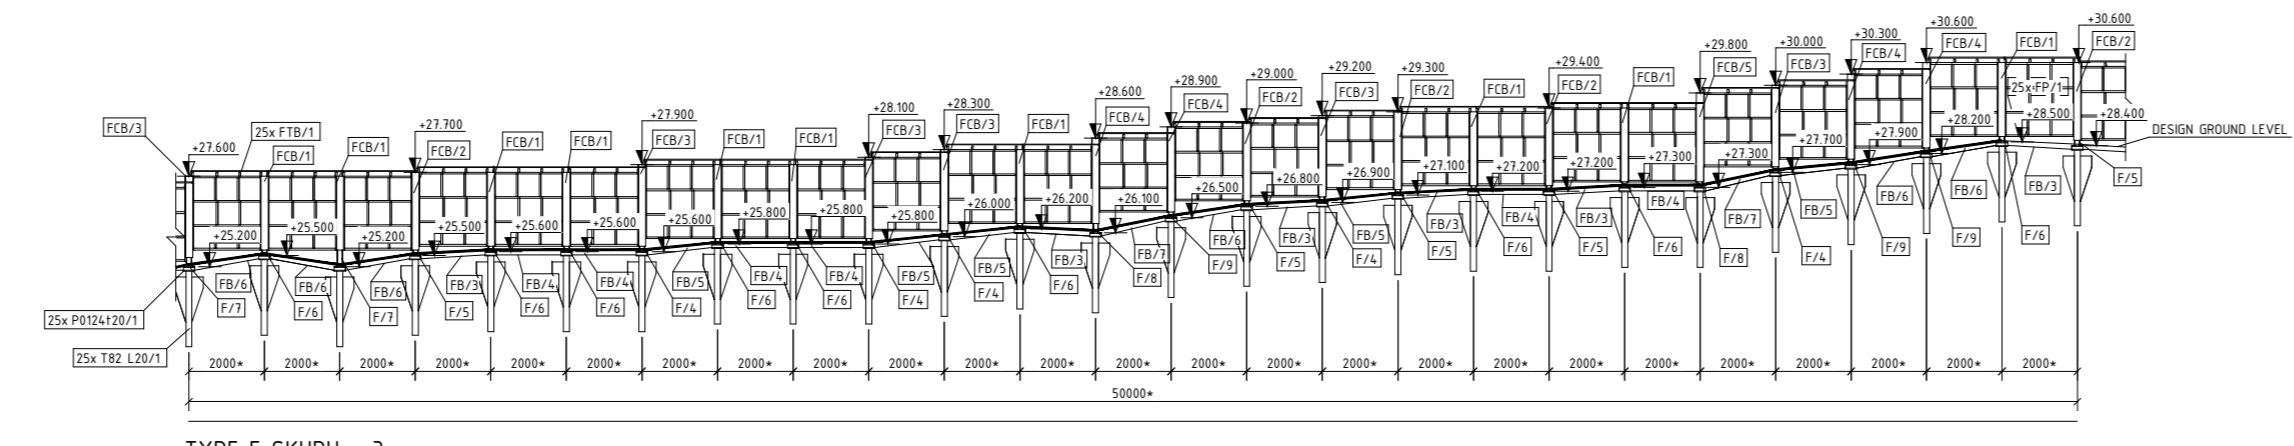 +27.600
+27.700
+27.900
+28.100
+28.300
+28.600
+28.900
+29.000
+29.200
+29.300
+29.400
+29.800
+30.000
+30.300
+30.600
+30.600
FCB/3
25x FTB/1
FCB/1
FCB/1
FCB/2
FCB/1
FCB/1
FCB/3
FCB/1
FCB/1
FCB/3
FCB/3
FCB/1
FCB/4
FCB/4
FCB/2
FCB/3
FCB/2
FCB/1
FCB/2
FCB/1
FCB/5
FCB/3
FCB/4
FCB/4
FCB/1
FCB/2
25x FP/1
DESIGN GROUND LEVEL
+25.200
+25.500
+25.200
+25.500
+25.600
+25.600
+25.600
+25.800
+25.800
+25.800
+26.000
+26.200
+26.100
+26.500
+26.800
+26.900
+27.100
+27.200
+27.200
+27.300
+27.300
+27.700
+27.900
+28.200
+28.500
+28.400
FB/6
FB/6
FB/6
FB/3
FB/4
FB/4
FB/5
FB/4
FB/4
FB/5
FB/5
FB/3
FB/7
FB/6
FB/3
FB/5
FB/3
FB/4
FB/3
FB/4
FB/7
FB/5
FB/6
FB/6
FB/3
F/7
F/6
F/7
F/5
F/6
F/6
F/4
F/6
F/6
F/4
F/4
F/6
F/8
F/9
F/5
F/4
F/5
F/6
F/5
F/6
F/8
F/4
F/9
F/9
F/6
F/5
25x P0124t20/1
25x T82 L20/1
2000* 2000* 2000* 2000* 2000* 2000* 2000* 2000* 2000* 2000* 2000* 2000* 2000* 2000* 2000* 2000* 2000* 2000* 2000* 2000* 2000* 2000* 2000* 2000* 2000*
50000*